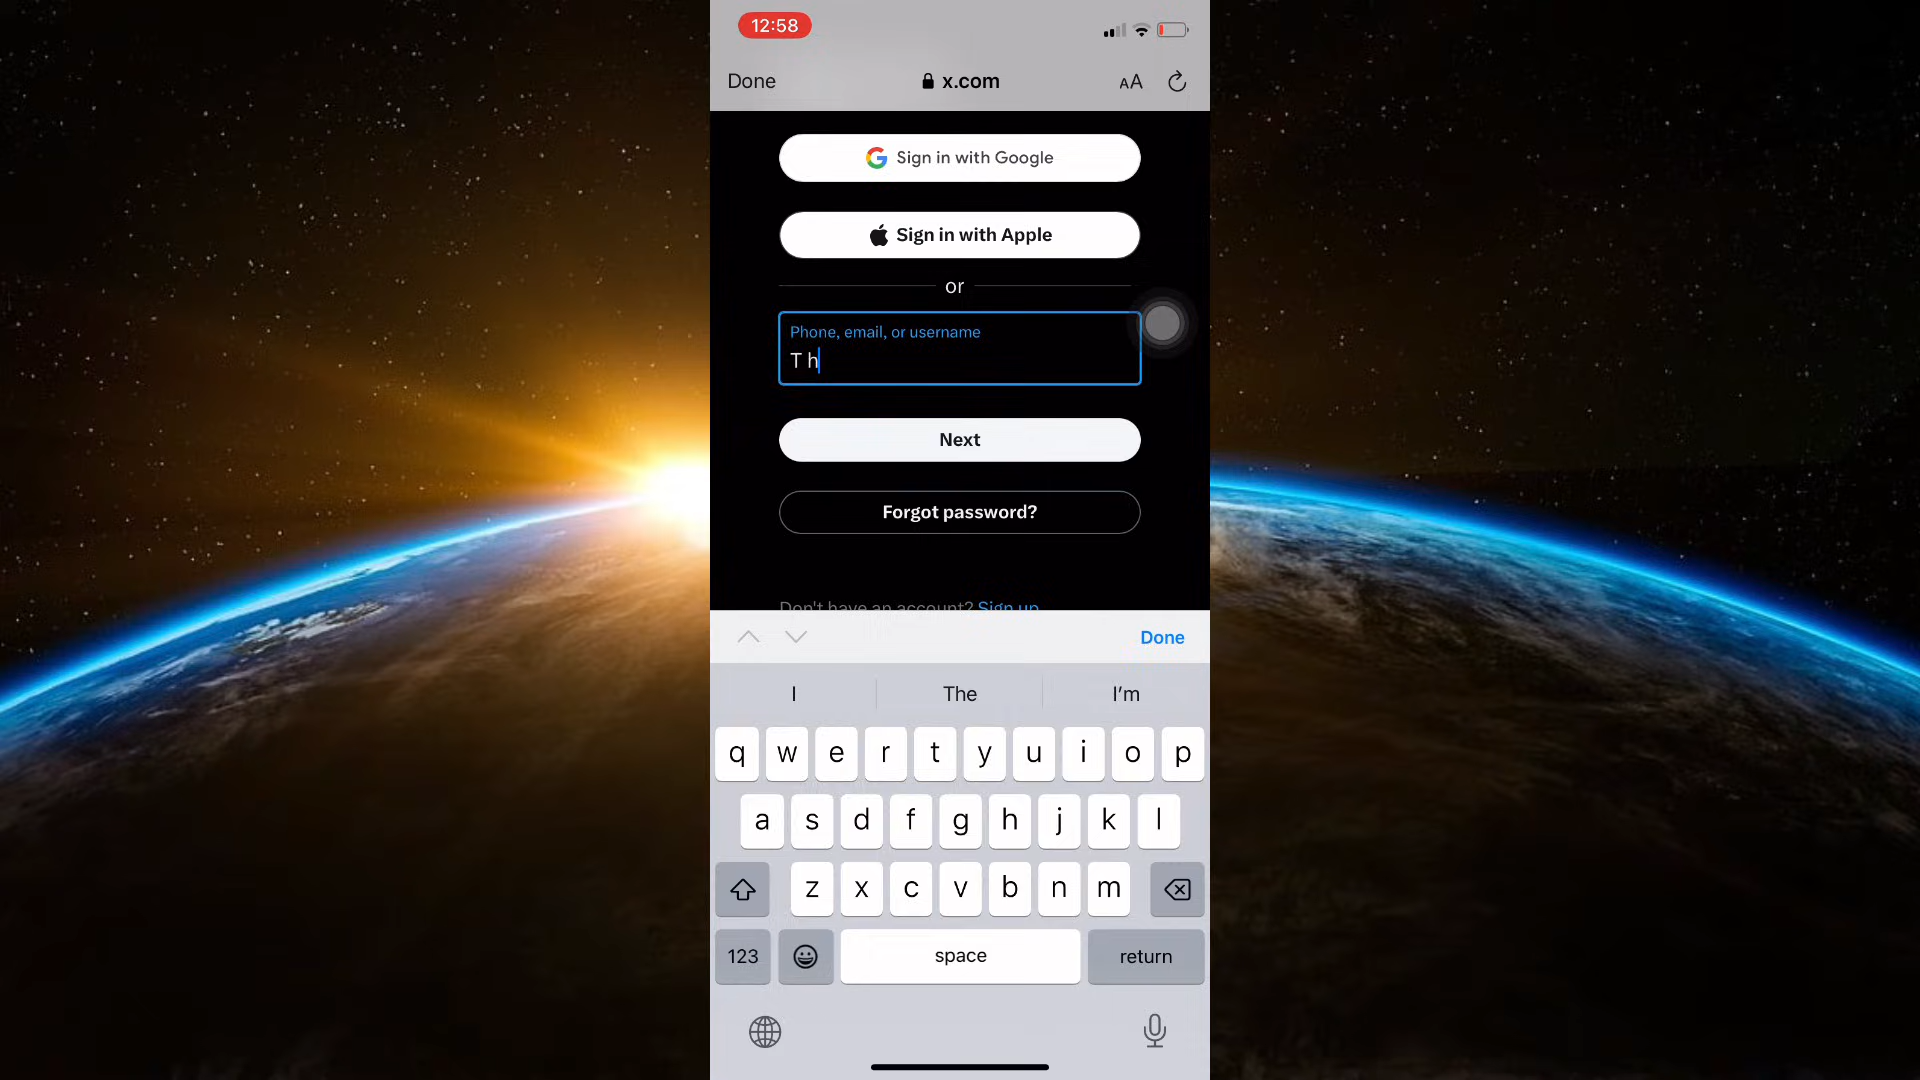 12:58
Done
x.com
AA
Sign in with Google
Sign in with Apple
or
Phone, email, or username
T h
Next
Forgot password?
Don't have an account? Sign up
Done
I The I'm
q w e r t y u i o p
a s d f g h j k l
z x c v b n m
123 space return